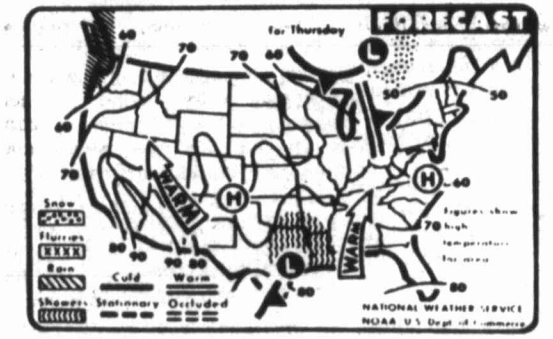 FORECAST
for Thursday
L
60
70
70
60
50
50
60
70
WARM
H
H
60
Snow
Flurries
Rain
Showers
80
90
90
80
Cold
Warm
Stationary
Occluded
L
80
WARM
70
Figures show
high
temperatures
for area
80
NATIONAL WEATHER SERVICE
NOAA U S Dept of Commerce